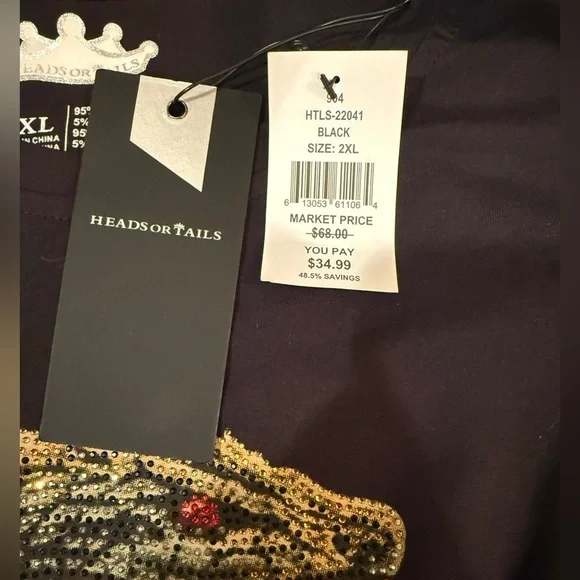 HEADSORTAILS
XL
95%
5%
95%
5%
CHINA
HEADSORTAILS
904
HTLS-22041
BLACK
SIZE: 2XL
6 13053 61106 4
MARKET PRICE
$68.00
YOU PAY
$34.99
48.5% SAVINGS